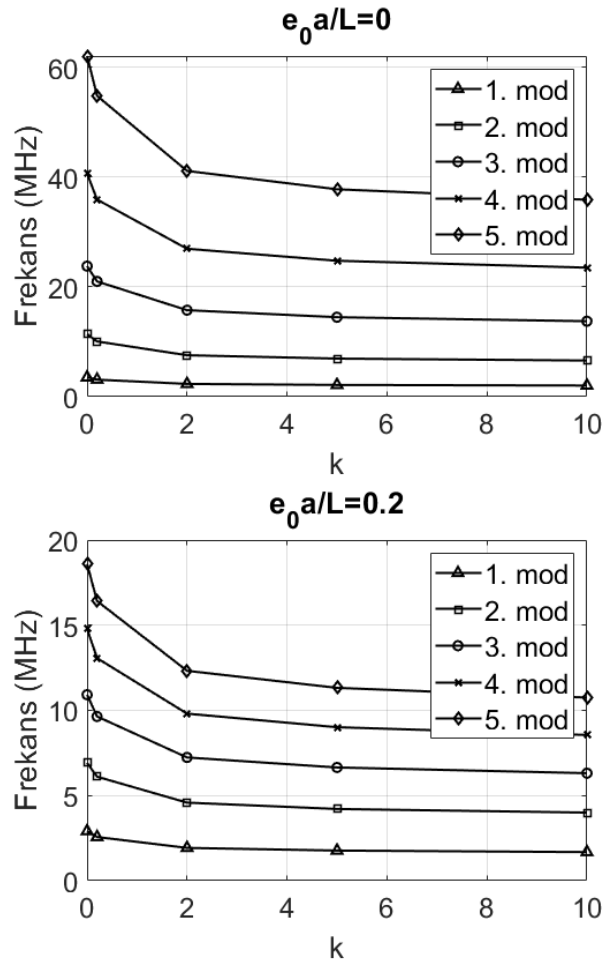 e₀a/L=0
Frekans (MHz)
60
40
20
0
1. mod
2. mod
3. mod
4. mod
5. mod
0 2 4 6 8 10
k
e₀a/L=0.2
Frekans (MHz)
20
15
10
5
0
1. mod
2. mod
3. mod
4. mod
5. mod
0 2 4 6 8 10
k